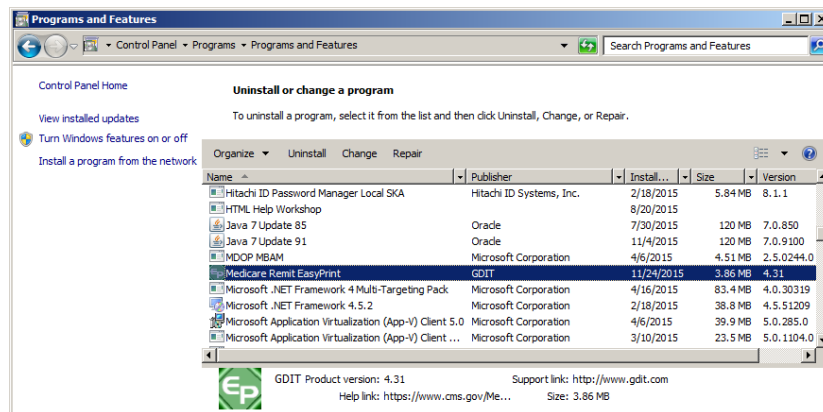 Programs and Features
Control Panel Programs Programs and Features Search Programs and Features
Control Panel Home
Uninstall or change a program
View installed updates
To uninstall a program, select it from the list and then click Uninstall, Change, or Repair.
Turn Windows features on or off
Install a program from the network
Organize Uninstall Change Repair
Name Publisher Install... Size Version
Hitachi ID Password Manager Local SKA Hitachi ID Systems, Inc. 2/18/2015 5.84 MB 8.1.1
HTML Help Workshop 8/20/2015
Java 7 Update 85 Oracle 7/30/2015 120 MB 7.0.850
Java 7 Update 91 Oracle 11/4/2015 120 MB 7.0.9100
MDOP MBAM Microsoft Corporation 4/6/2015 4.51 MB 2.5.0244.0
Medicare Remit EasyPrint GDIT 11/24/2015 3.86 MB 4.31
Microsoft .NET Framework 4 Multi-Targeting Pack Microsoft Corporation 4/16/2015 83.4 MB 4.0.30319
Microsoft .NET Framework 4.5.2 Microsoft Corporation 2/18/2015 38.8 MB 4.5.51209
Microsoft Application Virtualization (App-V) Client 5.0 Microsoft Corporation 4/6/2015 39.9 MB 5.0.285.0
Microsoft Application Virtualization (App-V) Client ... Microsoft Corporation 3/10/2015 23.5 MB 5.0.1104.0
EP
GDIT Product version: 4.31 Support link: http://www.gdit.com
Help link: https://www.cms.gov/Me... Size: 3.86 MB